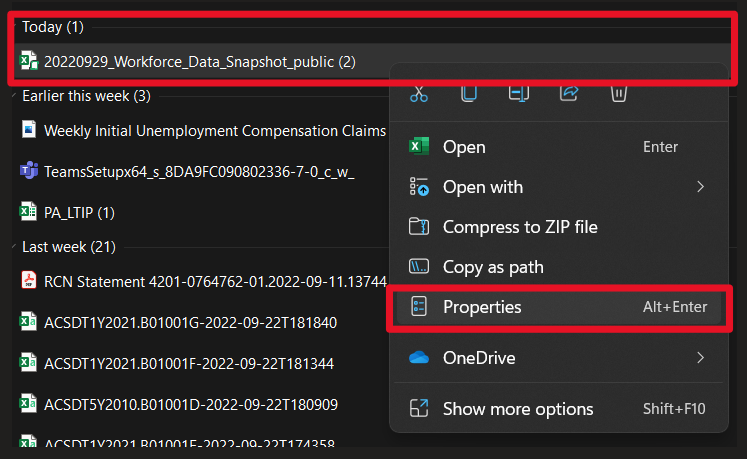 Today (1)
20220929_Workforce_Data_Snapshot_public (2)
Earlier this week (3)
Weekly Initial Unemployment Compensation Claims
TeamsSetupx64_s_8DA9FC090802336-7-0_c_w_
PA_LTIP (1)
Last week (21)
RCN Statement 4201-0764762-01.2022-09-11.13744
ACSDT1Y2021.B01001G-2022-09-22T181840
ACSDT1Y2021.B01001F-2022-09-22T181344
ACSDT5Y2010.B01001D-2022-09-22T180909
ACSDT1Y2021.B01001E-2022-09-22T174358
Open Enter
Open with
Compress to ZIP file
Copy as path
Properties Alt+Enter
OneDrive
Show more options Shift+F10